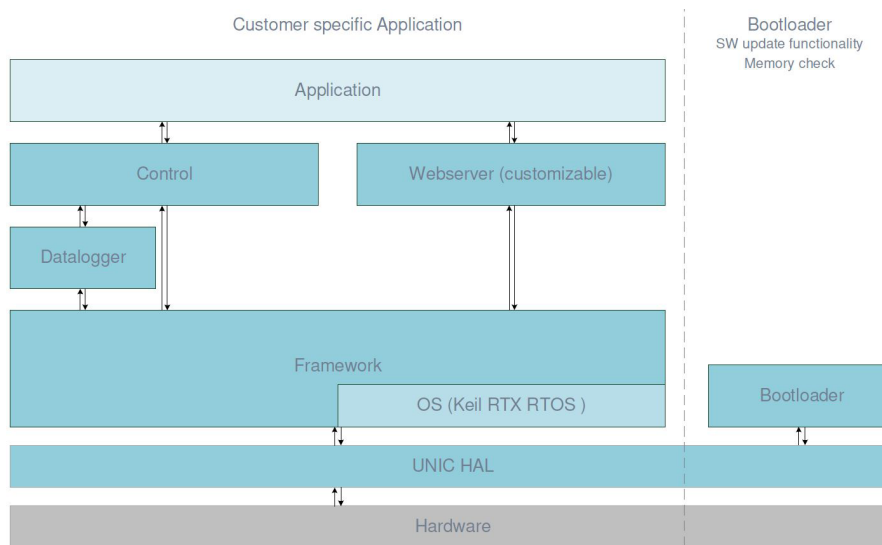 Customer specific Application
Bootloader
SW update functionality
Memory check
Application
Control
Webserver (customizable)
Datalogger
Framework
OS (Keil RTX RTOS )
Bootloader
UNIC HAL
Hardware